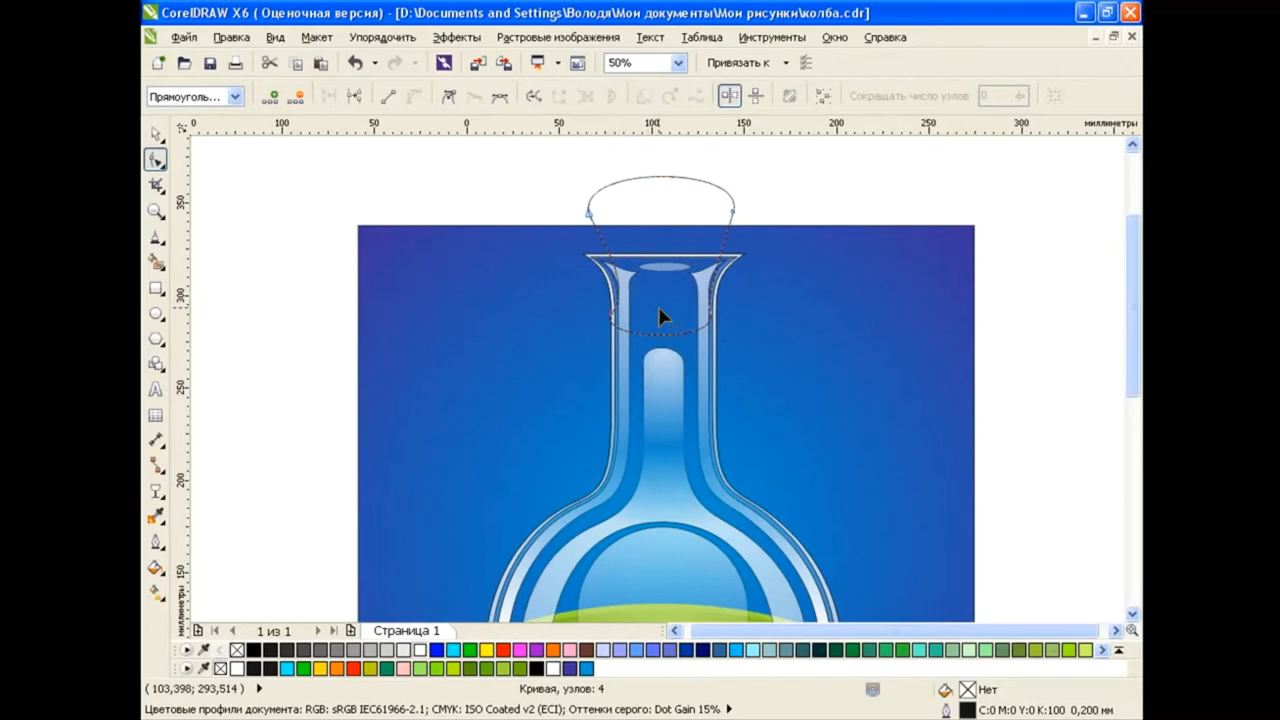 CorelDRAW X6 ( Оценочная версия) - [D:\Documents and Settings\Володя\Мои документы\Мои рисунки\колба.cdr]
Файл Правка Вид Макет Упорядочить Эффекты Растровые изображения Текст Таблица Инструменты Окно Справка
50% Привязать к
Прямоуголь... Сокращать число узлов 0
0 100 50 0 50 100 150 200 250 300 миллиметры
350
300
250
200
150
миллиметры
1 из 1 Страница 1
( 103,398; 293,514 ) Кривая, узлов: 4 Нет
Цветовые профили документа: RGB: sRGB IEC61966-2.1; CMYK: ISO Coated v2 (ECI); Оттенки серого: Dot Gain 15% C:0 M:0 Y:0 K:100 0,200 мм